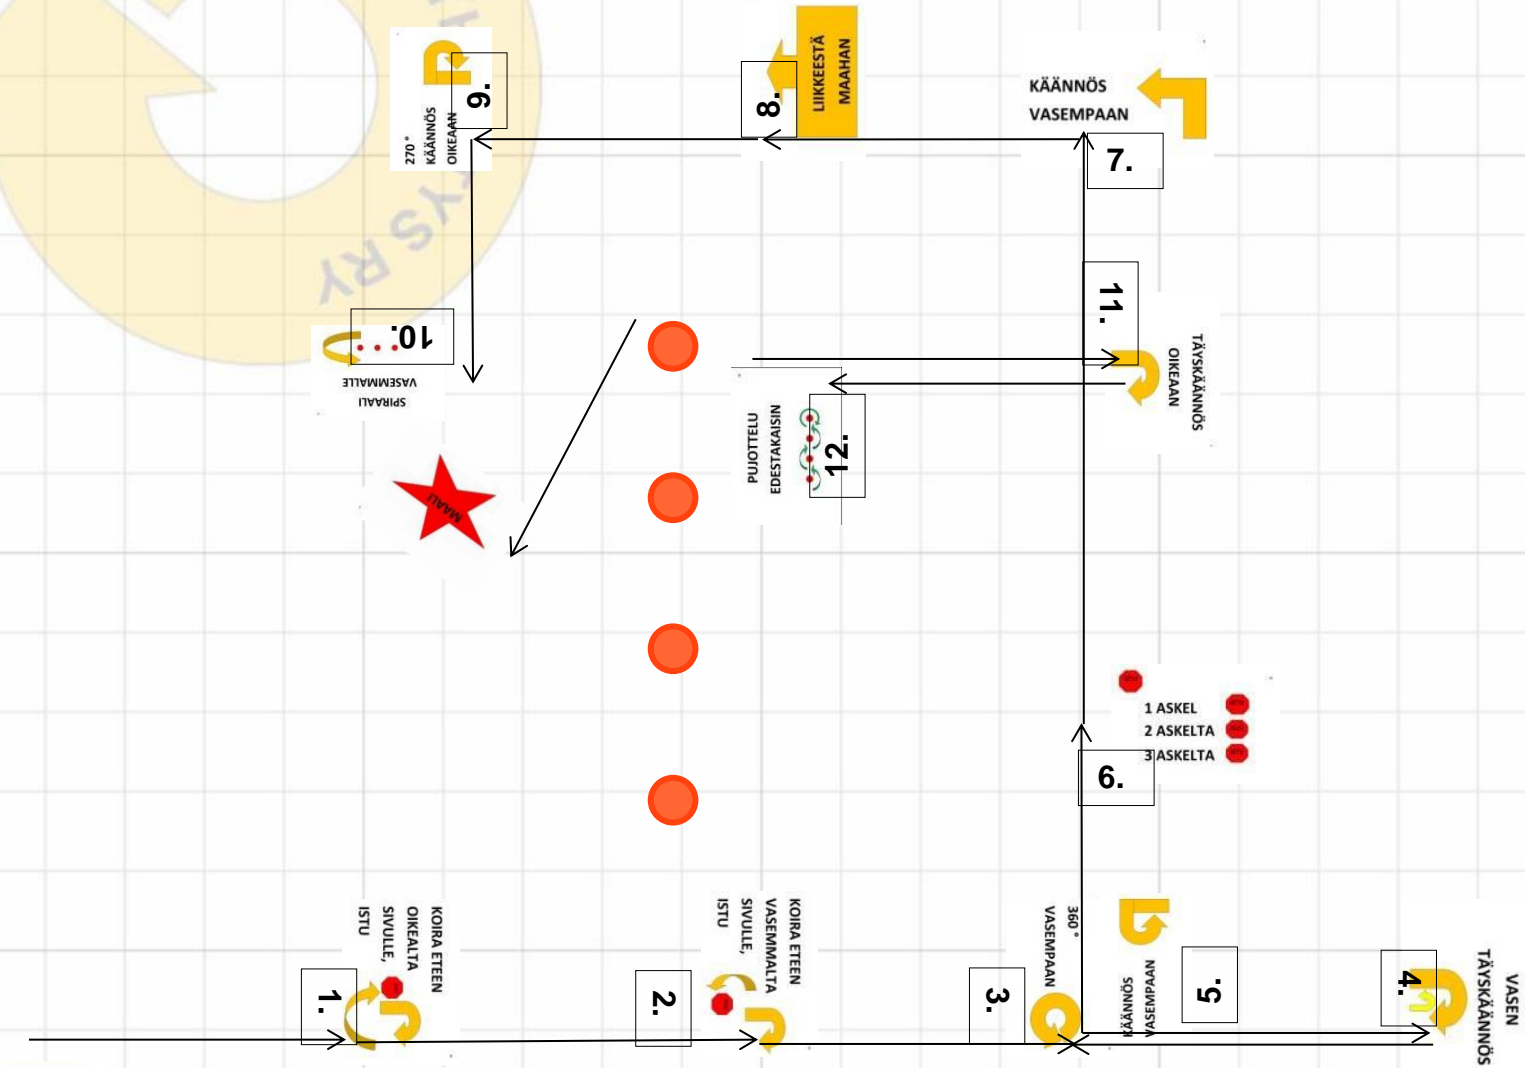 1.
KOIRA ETEEN
OIKEALTA
SIVULLE,
ISTU
2.
KOIRA ETEEN
VASEMMALTA
SIVULLE,
ISTU
3.
360°
VASEMPAAN
4.
VASEN
TÄYSKÄÄNNÖS
5.
KÄÄNNÖS
VASEMPAAN
6.
1 ASKEL
2 ASKELTA
3 ASKELTA
7.
KÄÄNNÖS
VASEMPAAN
8.
LIIKKEESTÄ
MAAHAN
9.
270°
KÄÄNNÖS
OIKEAAN
10.
SPIRAALI
VASEMMALLE
11.
TÄYSKÄÄNNÖS
OIKEAAN
12.
PUJOTTELU
EDESTAKAISIN
MAALI
YS RY